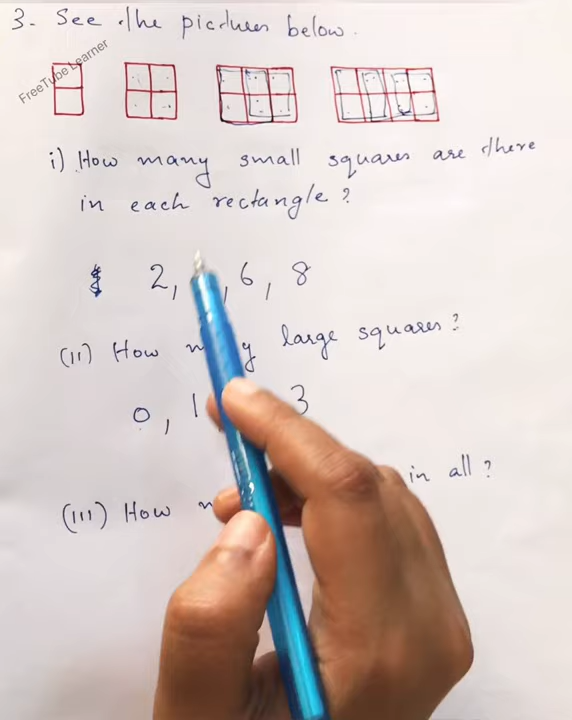 3. See the pictures below.
FreeTube Learner
i) How many small squares are there
in each rectangle?
2, , 6, 8
(ii) How many large squares?
0, 1 3
(iii) How in all?